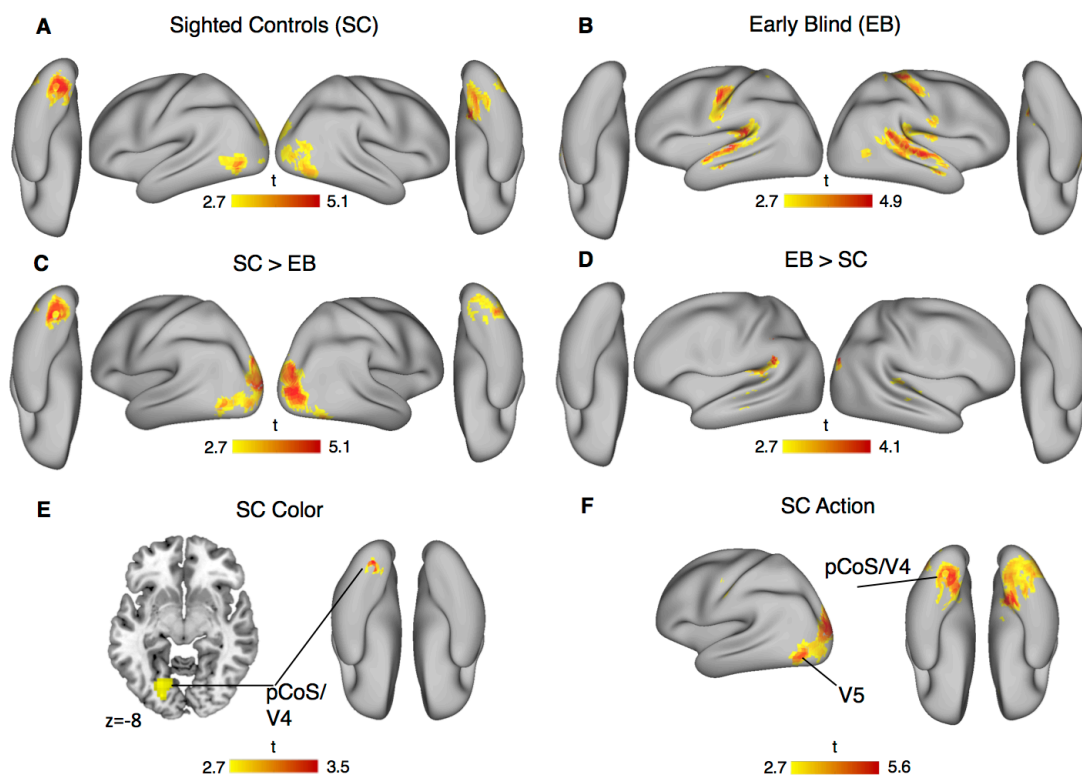 A
Sighted Controls (SC)
t
2.7 5.1
B
Early Blind (EB)
t
2.7 4.9
C
SC > EB
t
2.7 5.1
D
EB > SC
t
2.7 4.1
E
SC Color
pCoS/
V4
z=-8
t
2.7 3.5
F
SC Action
pCoS/V4
V5
t
2.7 5.6